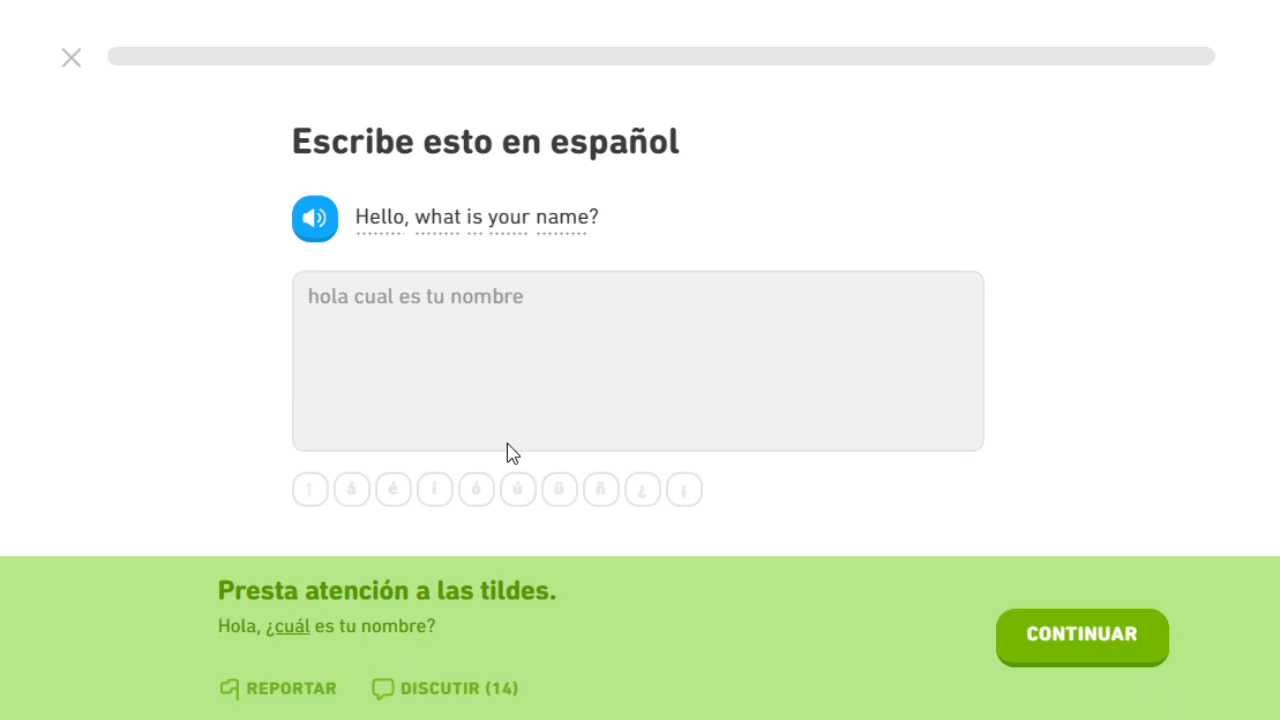 Escribe esto en español
Hello, what is your name?
hola cual es tu nombre
↑ á é í ó ú ü ñ ¿ ¡
Presta atención a las tildes.
Hola, ¿cuál es tu nombre?
CONTINUAR
REPORTAR DISCUTIR (14)